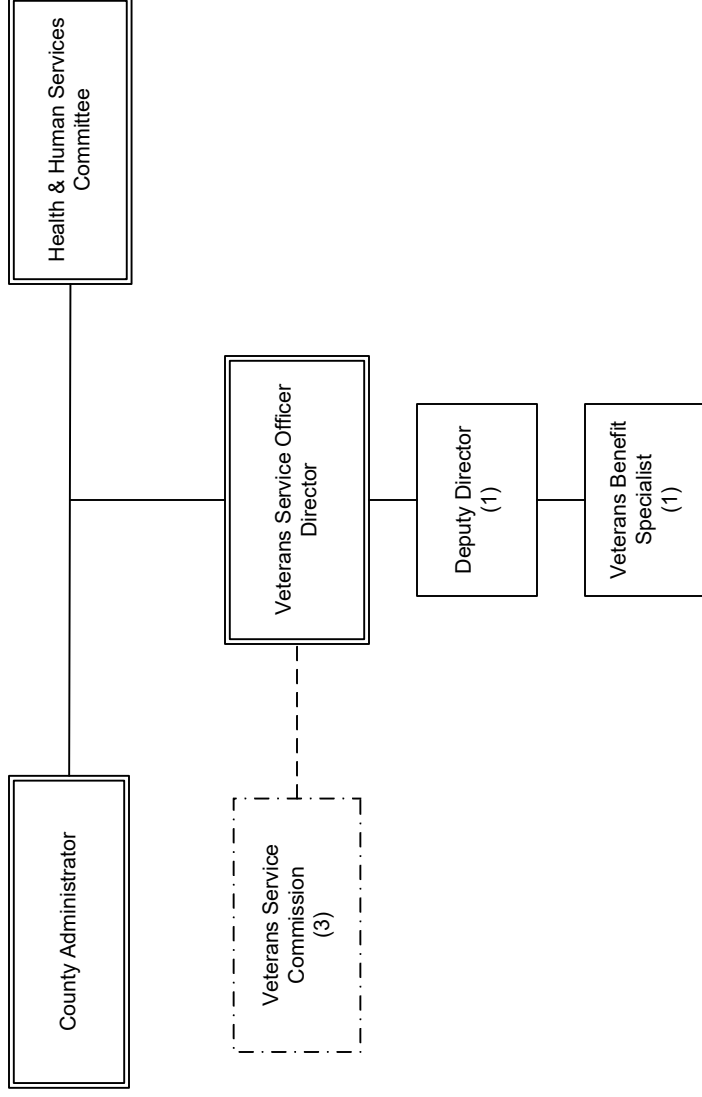 County Administrator
Health & Human Services
Committee
Veterans Service
Commission
(3)
Veterans Service Officer
Director
Deputy Director
(1)
Veterans Benefit
Specialist
(1)